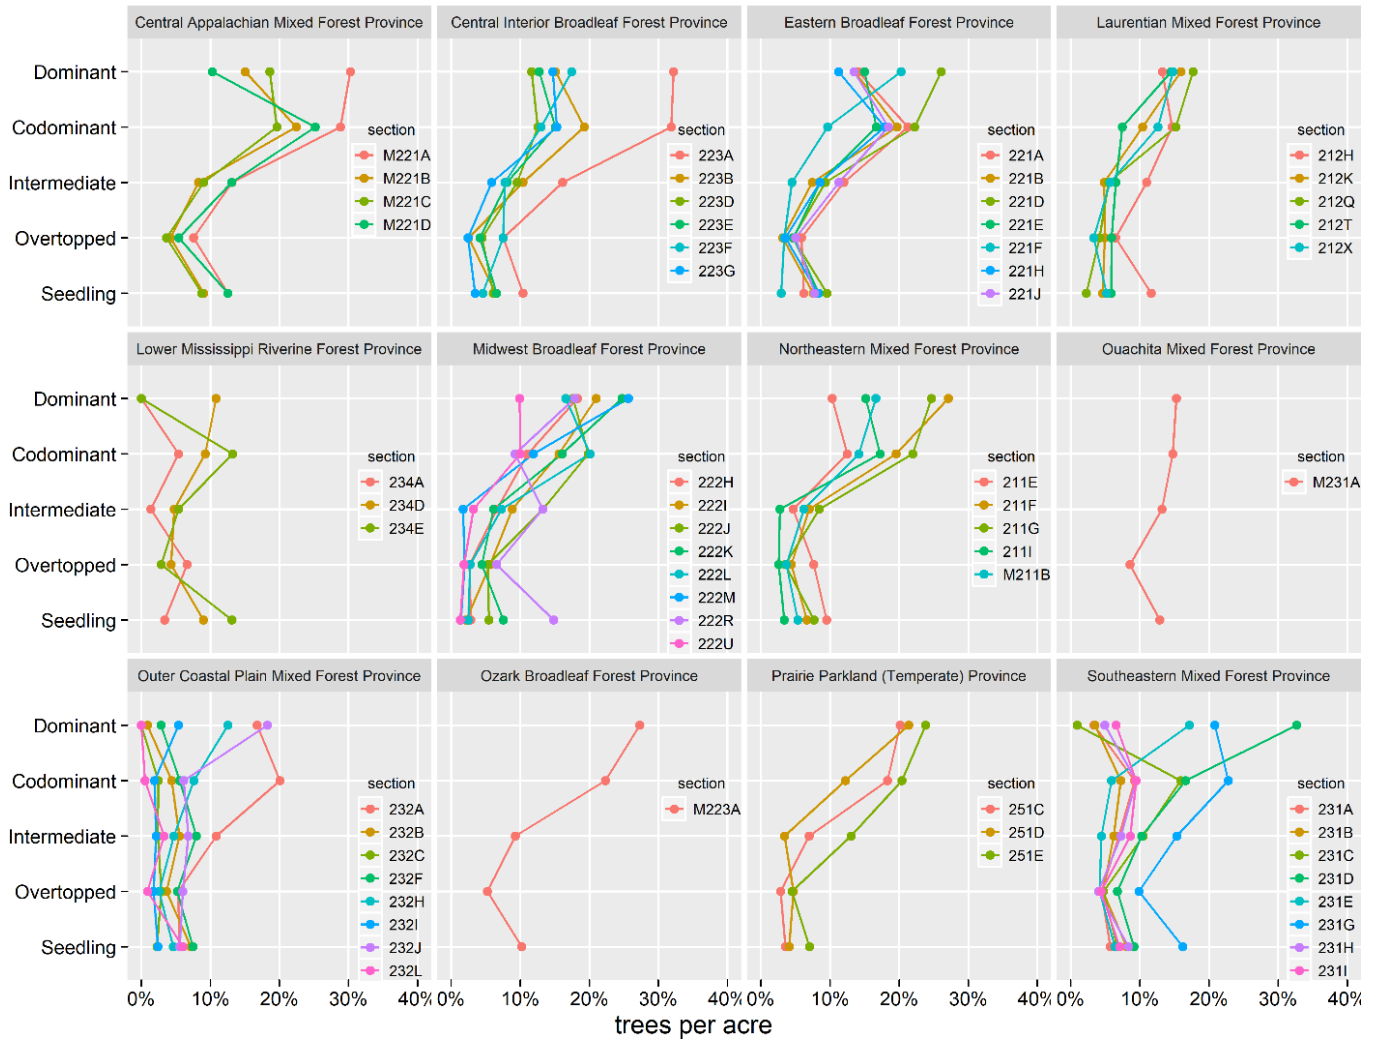 Central Appalachian Mixed Forest Province
Central Interior Broadleaf Forest Province
Eastern Broadleaf Forest Province
Laurentian Mixed Forest Province
Dominant
Codominant
Intermediate
Overtopped
Seedling
section
M221A
M221B
M221C
M221D
section
223A
223B
223D
223E
223F
223G
section
221A
221B
221D
221E
221F
221H
221J
section
212H
212K
212Q
212T
212X
Lower Mississippi Riverine Forest Province
Midwest Broadleaf Forest Province
Northeastern Mixed Forest Province
Ouachita Mixed Forest Province
Dominant
Codominant
Intermediate
Overtopped
Seedling
section
234A
234D
234E
section
222H
222I
222J
222K
222L
222M
222R
222U
section
211E
211F
211G
211I
M211B
section
M231A
Outer Coastal Plain Mixed Forest Province
Ozark Broadleaf Forest Province
Prairie Parkland (Temperate) Province
Southeastern Mixed Forest Province
Dominant
Codominant
Intermediate
Overtopped
Seedling
section
232A
232B
232C
232F
232H
232I
232J
232L
section
M223A
section
251C
251D
251E
section
231A
231B
231C
231D
231E
231G
231H
231I
0% 10% 20% 30% 40% 0% 10% 20% 30% 40% 0% 10% 20% 30% 40% 0% 10% 20% 30% 40%
trees per acre